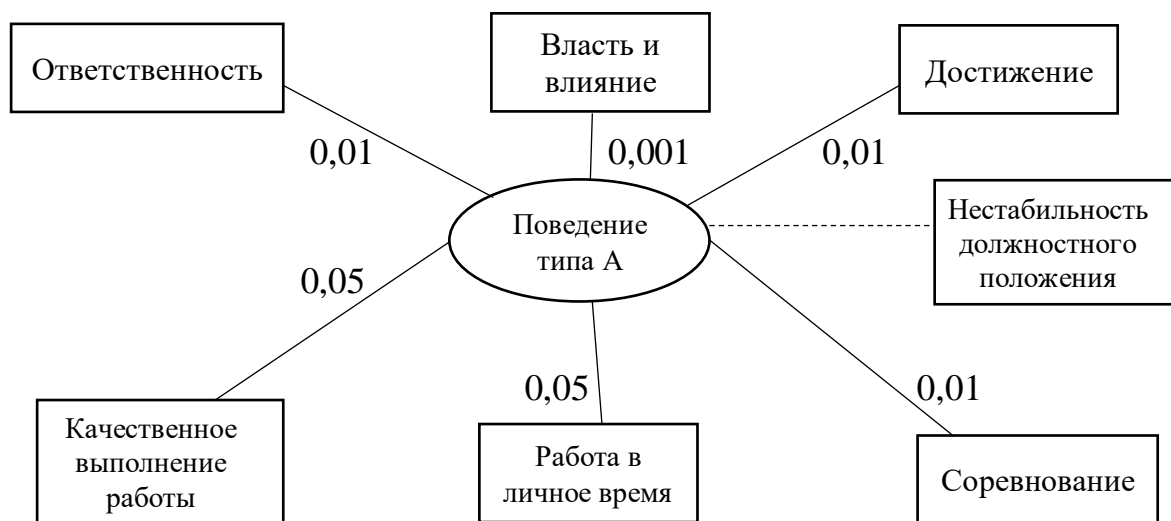 Ответственность
Власть и
влияние
Достижение
0,01
0,001
0,01
Поведение
типа А
Нестабильность
должностного
положения
0,05
0,05
0,01
Качественное
выполнение
работы
Работа в
личное время
Соревнование